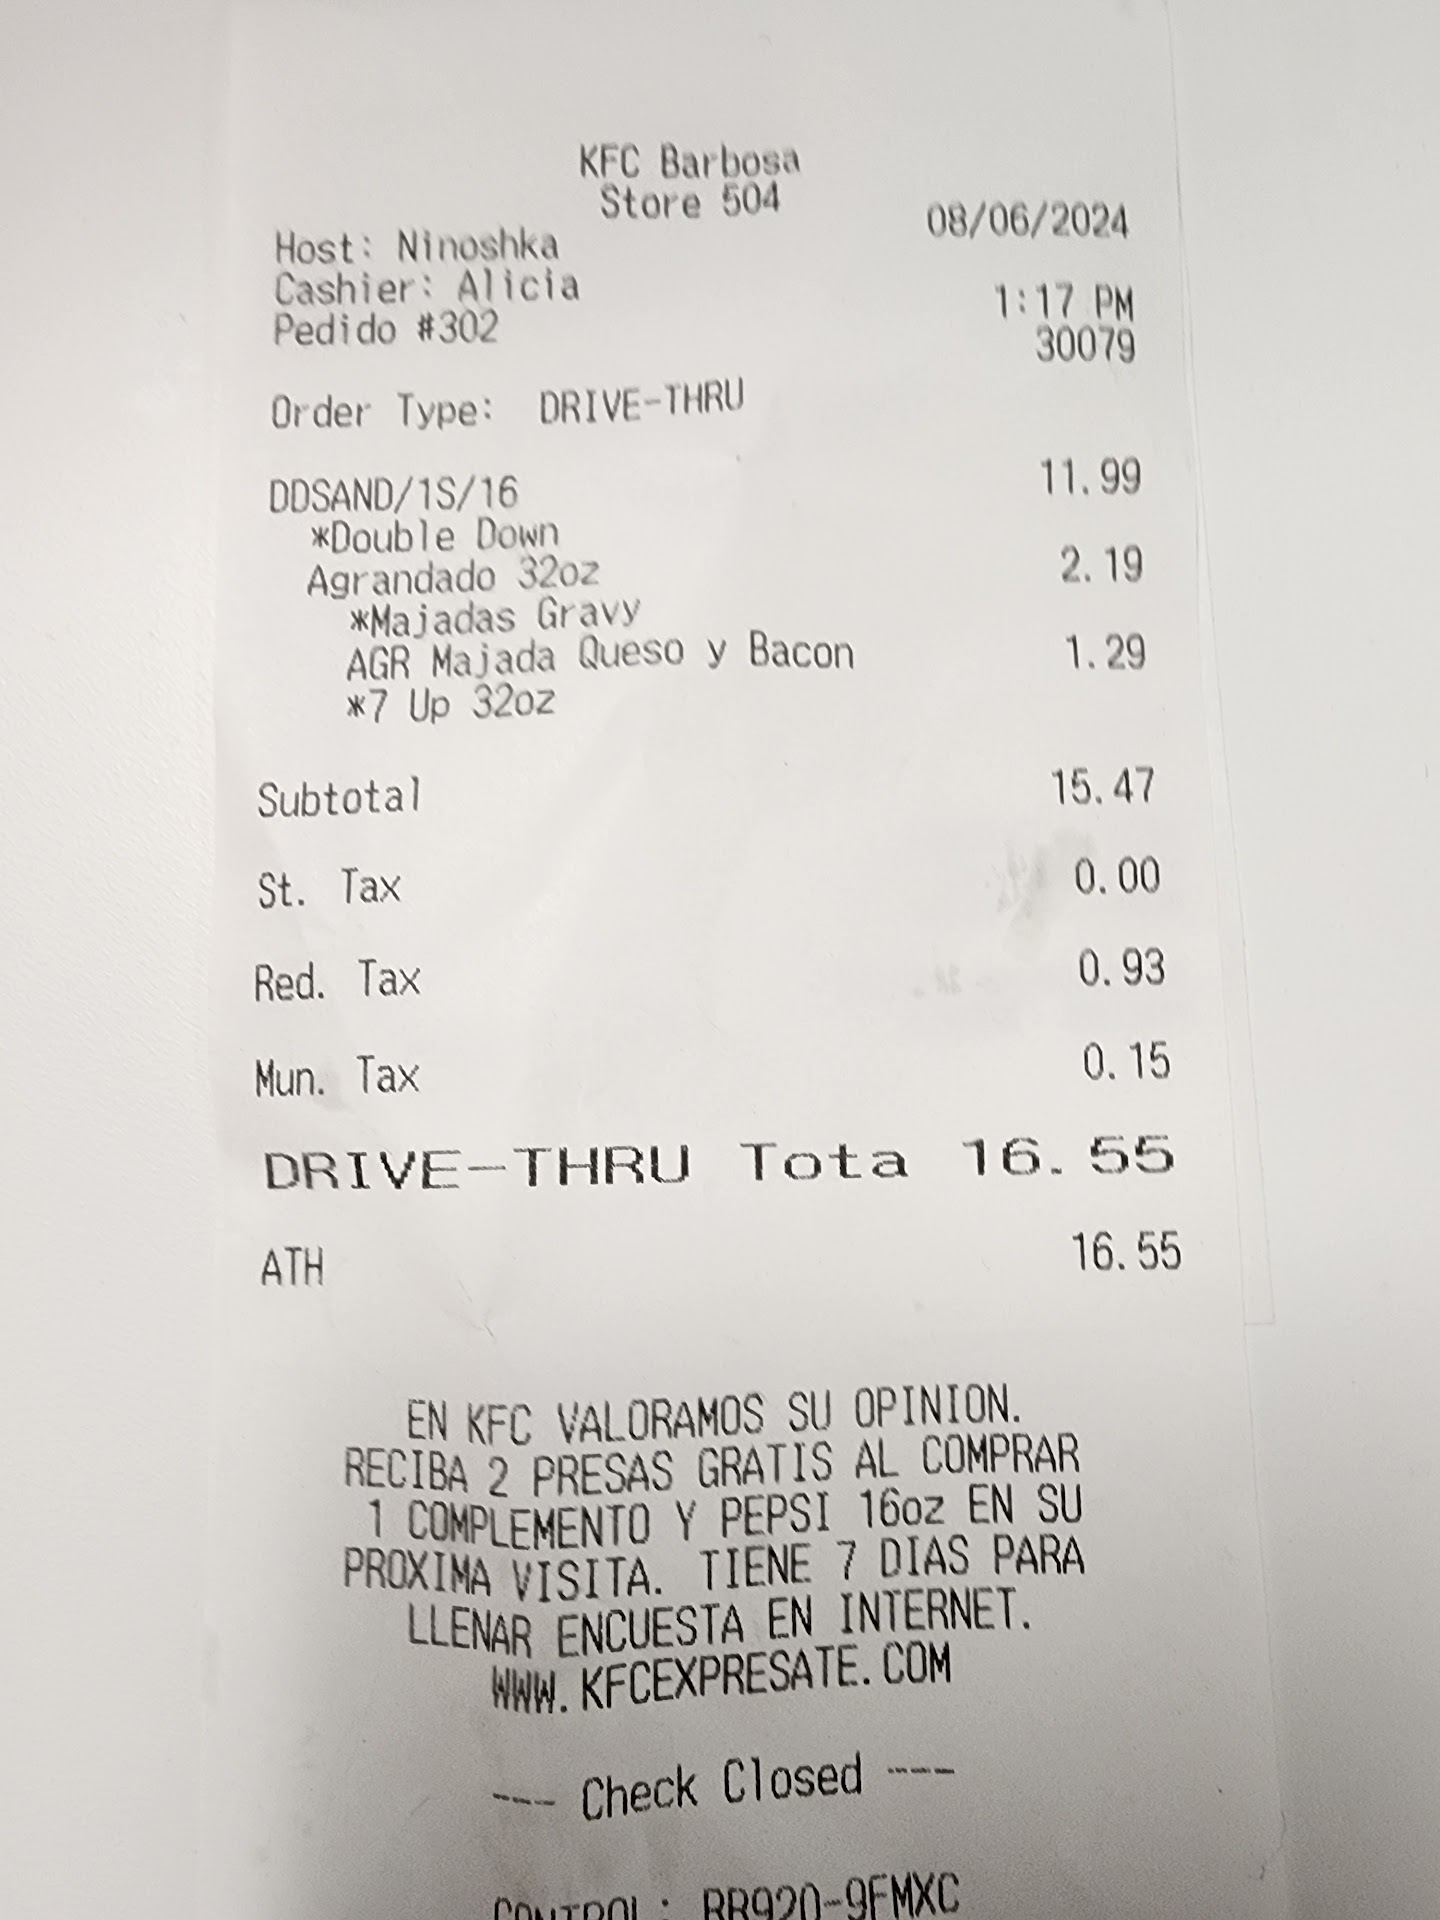 KFC Barbosa
Store 504
08/06/2024
Host: Ninoshka
Cashier: Alicia
1:17 PM
Pedido #302
30079
Order Type: DRIVE-THRU
DDSAND/1S/16 11.99
*Double Down
Agrandado 32oz 2.19
*Majadas Gravy
AGR Majada Queso y Bacon 1.29
*7 Up 32oz
Subtotal 15.47
St. Tax 0.00
Red. Tax 0.93
Mun. Tax 0.15
DRIVE-THRU Tota 16.55
ATH 16.55
EN KFC VALORAMOS SU OPINION.
RECIBA 2 PRESAS GRATIS AL COMPRAR
1 COMPLEMENTO Y PEPSI 16oz EN SU
PROXIMA VISITA. TIENE 7 DIAS PARA
LLENAR ENCUESTA EN INTERNET.
WWW.KFCEXPRESATE.COM
--- Check Closed ----
CONTROL: RR920-9FMXC